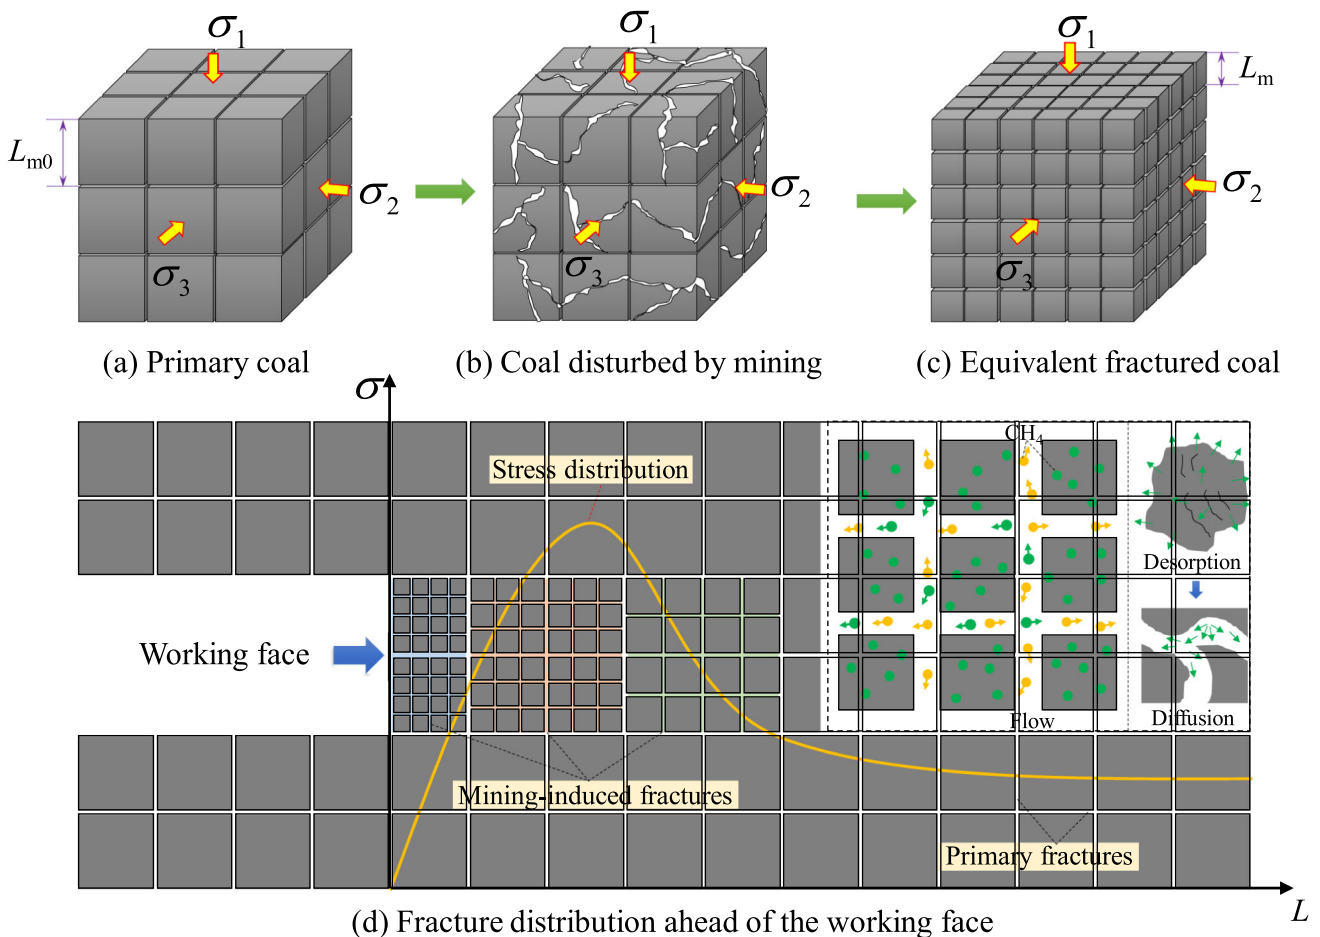 σ1
σ1
σ1
Lm0
Lm
σ2
σ2
σ2
σ3
σ3
σ3
(a) Primary coal
(b) Coal disturbed by mining
(c) Equivalent fractured coal
σ
CH4
Stress distribution
Desorption
Working face
Flow
Diffusion
Mining-induced fractures
Primary fractures
L
(d) Fracture distribution ahead of the working face